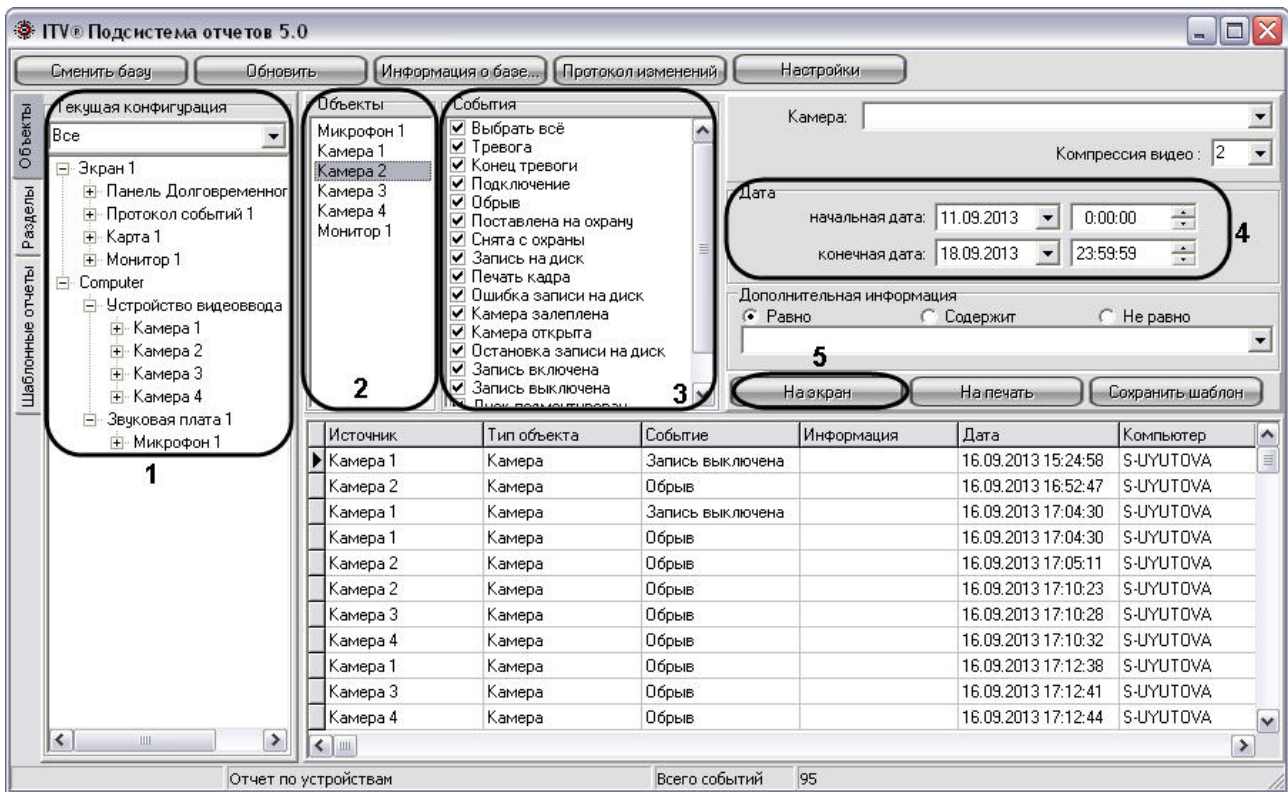 ITV® Подсистема отчетов 5.0
Сменить базу Обновить Информация о базе... Протокол изменений Настройки
Объекты
Разделы
Шаблонные отчеты
Текущая конфигурация
Все
Экран 1
Панель Долговременног
Протокол событий 1
Карта 1
Монитор 1
Computer
Устройство видеоввода
Камера 1
Камера 2
Камера 3
Камера 4
Звуковая плата 1
Микрофон 1
1
Объекты
Микрофон 1
Камера 1
Камера 2
Камера 3
Камера 4
Монитор 1
2
События
Выбрать всё
Тревога
Конец тревоги
Подключение
Обрыв
Поставлена на охрану
Снята с охраны
Запись на диск
Печать кадра
Ошибка записи на диск
Камера залеплена
Камера открыта
Остановка записи на диск
Запись включена
Запись выключена
3
Камера:
Компрессия видео : 2
Дата
начальная дата: 11.09.2013 0:00:00
конечная дата: 18.09.2013 23:59:59
4
Дополнительная информация
Равно Содержит Не равно
5
На экран На печать Сохранить шаблон
Источник Тип объекта Событие Информация Дата Компьютер
Камера 1 Камера Запись выключена 16.09.2013 15:24:58 S-UYUTOVA
Камера 2 Камера Обрыв 16.09.2013 16:52:47 S-UYUTOVA
Камера 1 Камера Запись выключена 16.09.2013 17:04:30 S-UYUTOVA
Камера 1 Камера Обрыв 16.09.2013 17:04:30 S-UYUTOVA
Камера 2 Камера Обрыв 16.09.2013 17:05:11 S-UYUTOVA
Камера 2 Камера Обрыв 16.09.2013 17:10:23 S-UYUTOVA
Камера 3 Камера Обрыв 16.09.2013 17:10:28 S-UYUTOVA
Камера 4 Камера Обрыв 16.09.2013 17:10:32 S-UYUTOVA
Камера 1 Камера Обрыв 16.09.2013 17:12:38 S-UYUTOVA
Камера 3 Камера Обрыв 16.09.2013 17:12:41 S-UYUTOVA
Камера 4 Камера Обрыв 16.09.2013 17:12:44 S-UYUTOVA
Отчет по устройствам Всего событий 95